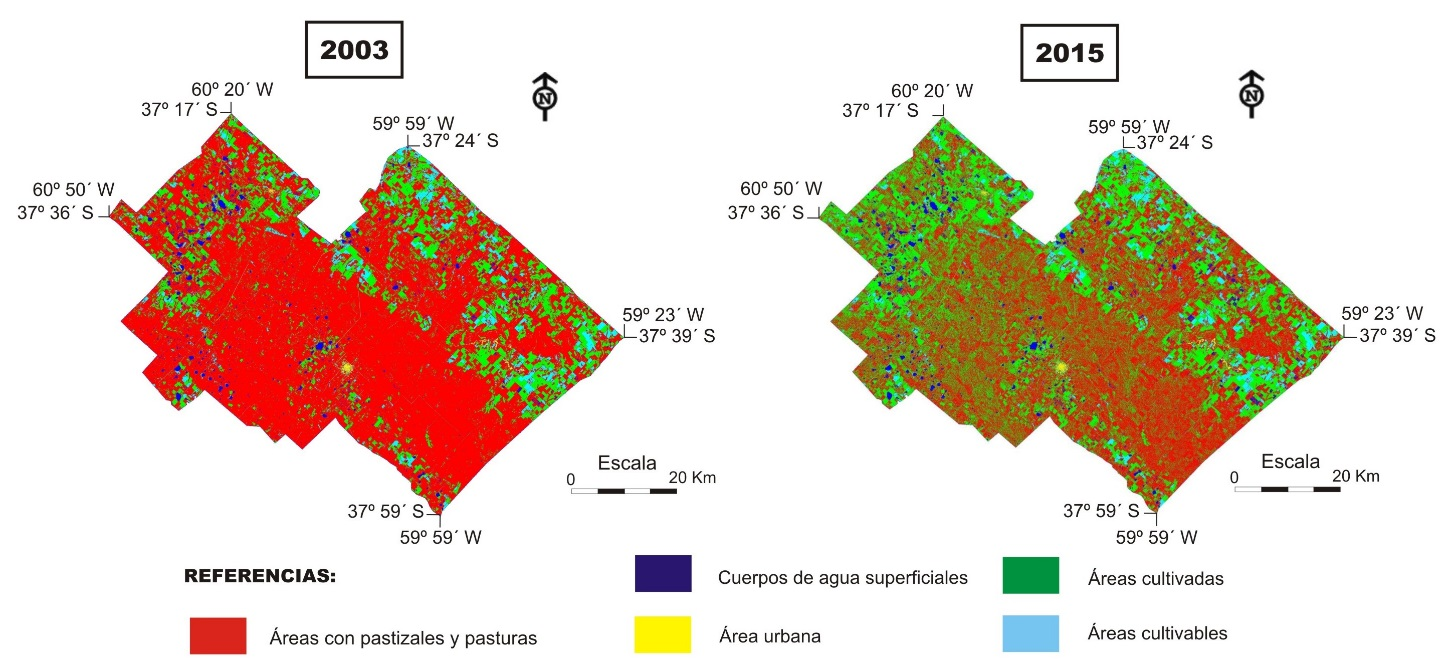 2003
N
60º 20´ W
37º 17´ S
59º 59´ W
37º 24´ S
60º 50´ W
37º 36´ S
59º 23´ W
37º 39´ S
Escala
0 20 Km
37º 59´ S
59º 59´ W
2015
N
60º 20´ W
37º 17´ S
59º 59´ W
37º 24´ S
60º 50´ W
37º 36´ S
59º 23´ W
37º 39´ S
Escala
0 20 Km
37º 59´ S
59º 59´ W
REFERENCIAS:
Áreas con pastizales y pasturas
Cuerpos de agua superficiales
Área urbana
Áreas cultivadas
Áreas cultivables